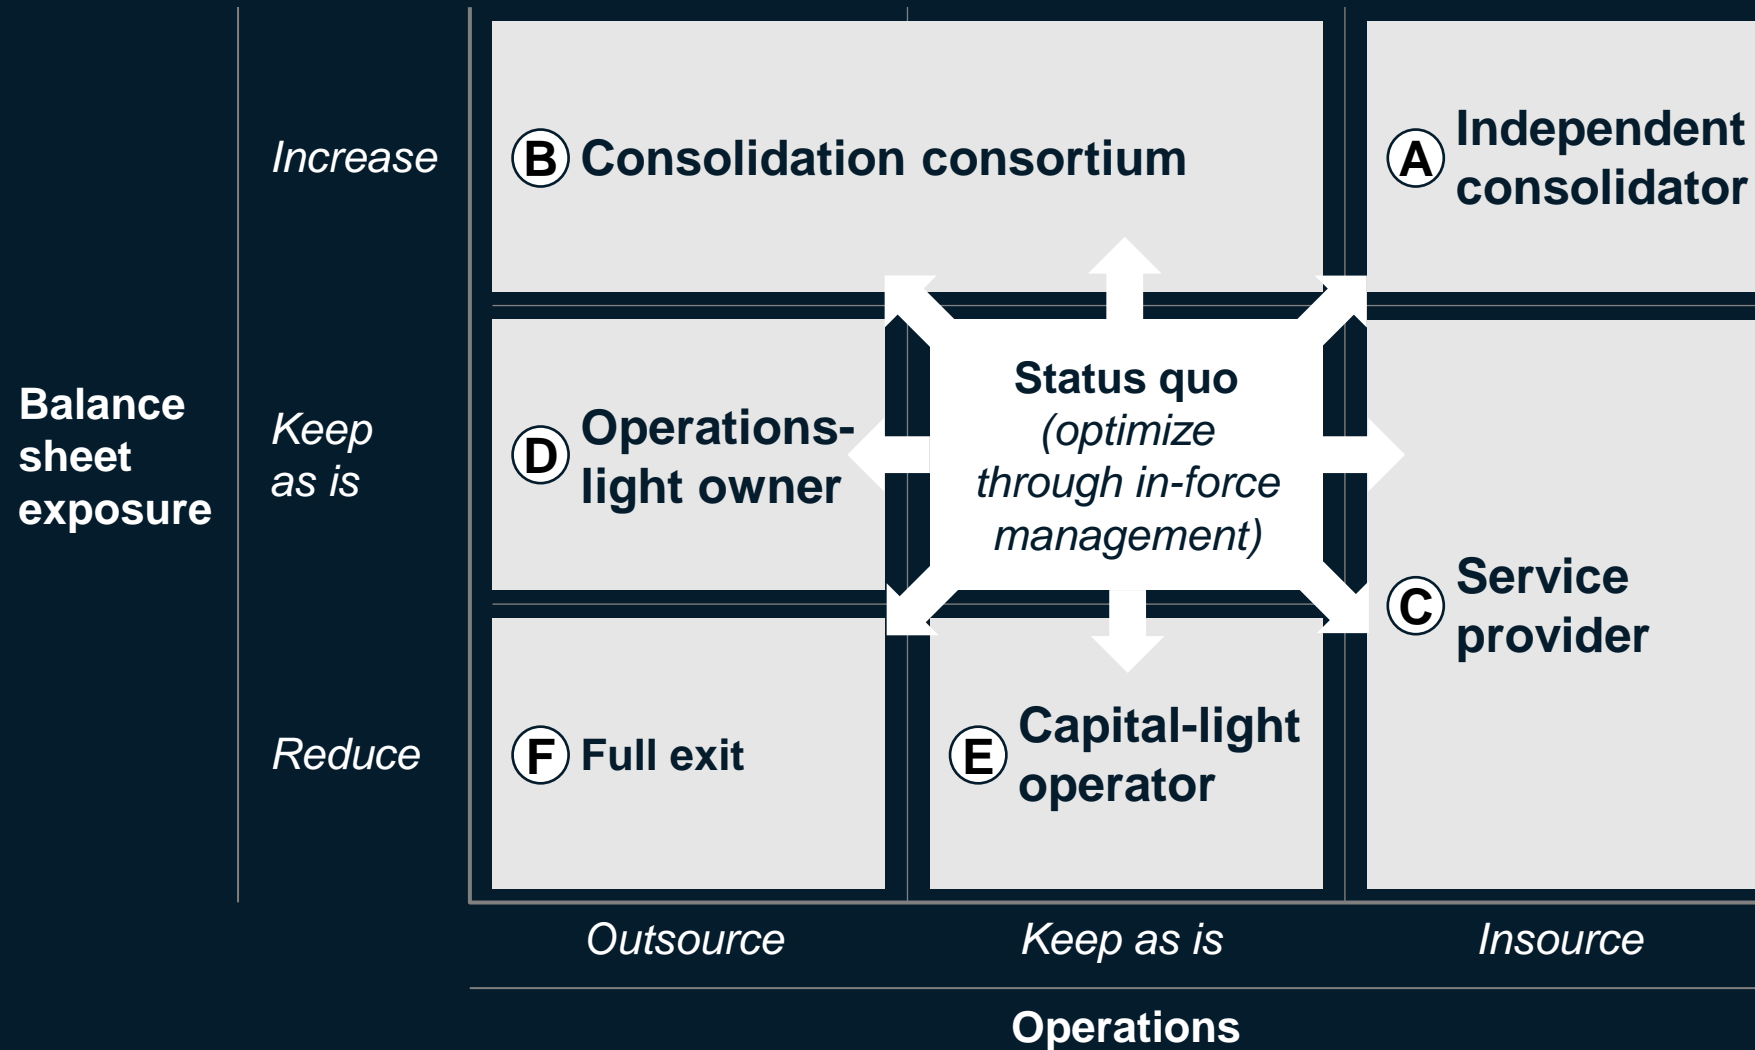 Balance
sheet
exposure
Increase
B Consolidation consortium
A Independent
consolidator
Keep
as is
D Operations-
light owner
Status quo
(optimize
through in-force
management)
C Service
provider
Reduce
F Full exit
E Capital-light
operator
Outsource
Keep as is
Insource
Operations